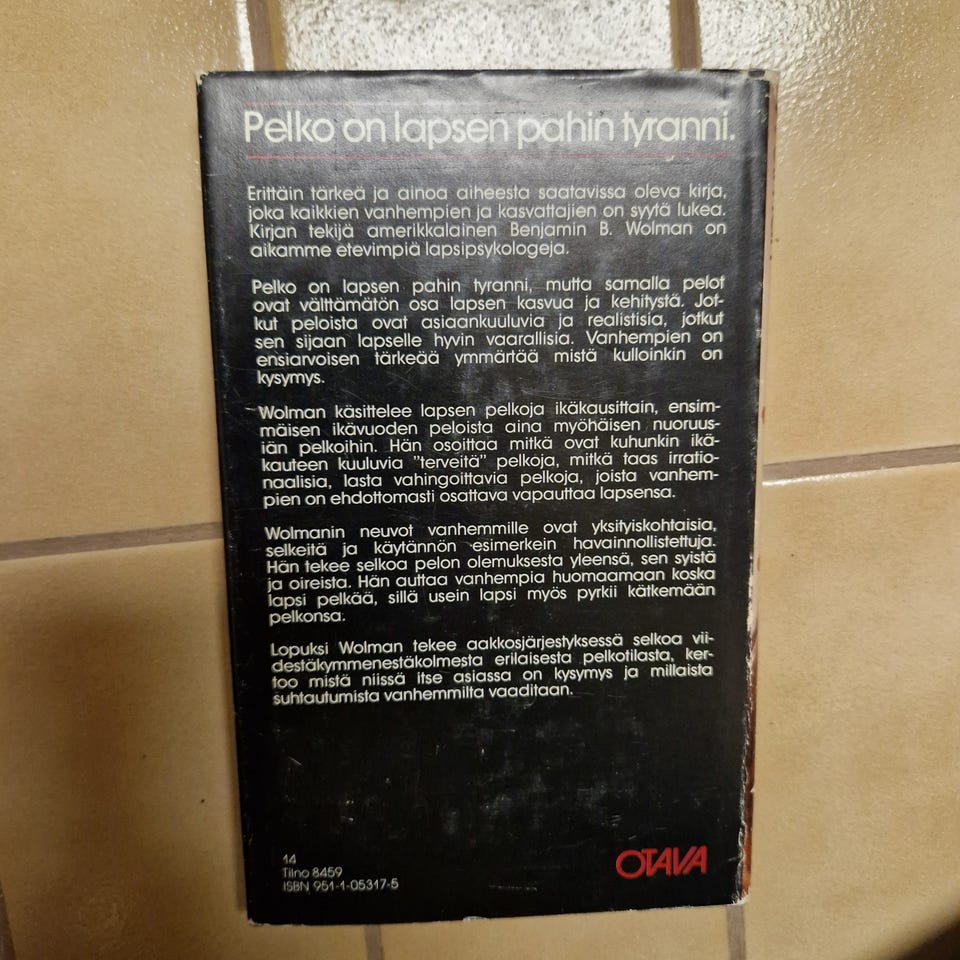 Pelko on lapsen pahin tyranni.
Erittäin tärkeä ja ainoa aiheesta saatavissa oleva kirja,
joka kaikkien vanhempien ja kasvattajien on syytä lukea.
Kirjan tekijä amerikkalainen Benjamin B. Wolman on
aikamme etevimpiä lapsipsykologeja.
Pelko on lapsen pahin tyranni, mutta samalla pelot
ovat välttämätön osa lapsen kasvua ja kehitystä. Jot-
kut peloista ovat asiaankuuluvia ja realistisia, jotkut
sen sijaan lapselle hyvin vaarallisia. Vanhempien on
ensiarvoisen tärkeää ymmärtää mistä kulloinkin on
kysymys.
Wolman käsittelee lapsen pelkoja ikäkausittain, ensim-
mäisen ikävuoden peloista aina myöhäisen nuoruus-
iän pelkoihin. Hän osoittaa mitkä ovat kuhunkin ikä-
kauteen kuuluvia "terveitä" pelkoja, mitkä taas irratio-
naalisia, lasta vahingoittavia pelkoja, joista vanhem-
pien on ehdottomasti osattava vapauttaa lapsensa.
Wolmanin neuvot vanhemmille ovat yksityiskohtaisia,
selkeitä ja käytännön esimerkein havainnollistettuja.
Hän tekee selkoa pelon olemuksesta yleensä, sen syistä
ja oireista. Hän auttaa vanhempia huomaamaan koska
lapsi pelkää, sillä usein lapsi myös pyrkii kätkemään
pelkonsa.
Lopuksi Wolman tekee aakkosjärjestyksessä selkoa vii-
destäkymmenestäkolmesta erilaisesta pelkotilasta, ker-
too mistä niissä itse asiassa on kysymys ja millaista
suhtautumista vanhemmilta vaaditaan.
14
Tilno 8459
ISBN 951-1-05317-5
OTAVA